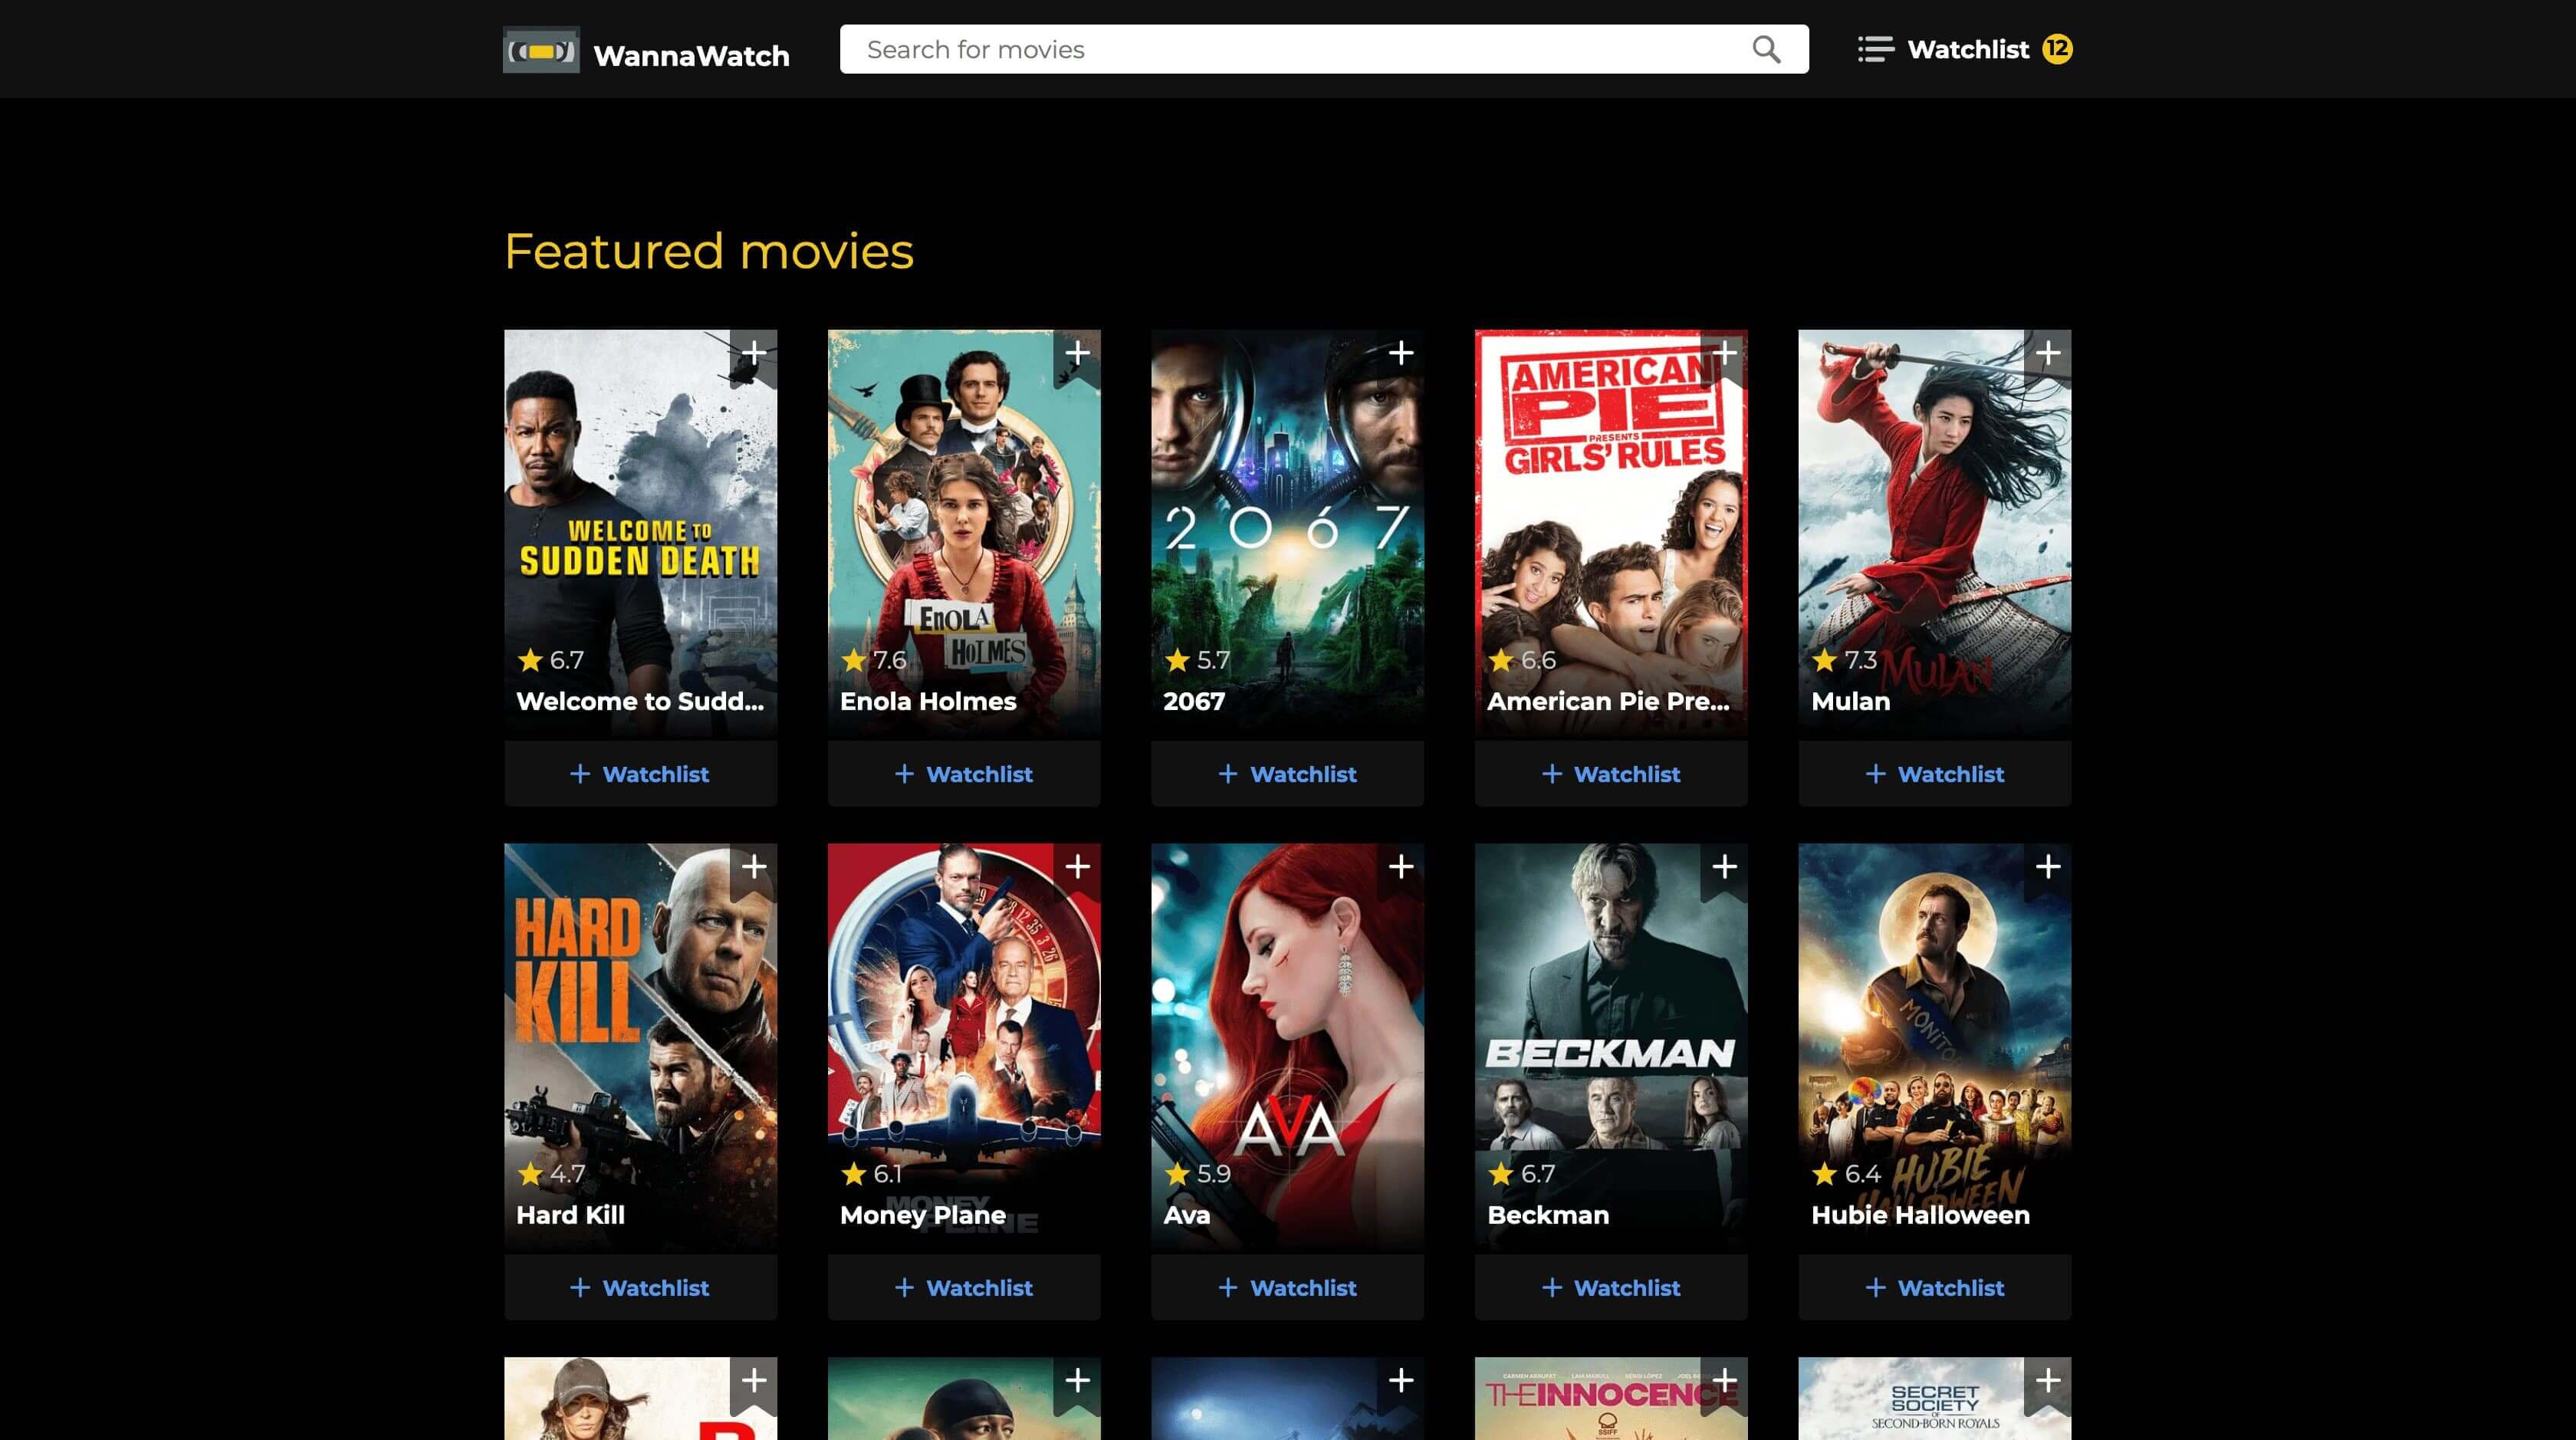 WannaWatch
Search for movies
Watchlist 12
Featured movies
WELCOME TO
SUDDEN DEATH
6.7
Welcome to Sudd...
+ Watchlist
ENOLA
HOLMES
7.6
Enola Holmes
+ Watchlist
2067
5.7
2067
+ Watchlist
AMERICAN
PIE
PRESENTS
GIRLS' RULES
6.6
American Pie Pre...
+ Watchlist
MULAN
7.3
Mulan
+ Watchlist
HARD
KILL
4.7
Hard Kill
+ Watchlist
MONEY
PLANE
6.1
Money Plane
+ Watchlist
AVA
5.9
Ava
+ Watchlist
BECKMAN
6.7
Beckman
+ Watchlist
MONITO
HUBIE
HALLOWEEN
6.4
Hubie Halloween
+ Watchlist
THE INNOCENCE
SSIFF
SECRET
SOCIETY
OF
SECOND-BORN ROYALS